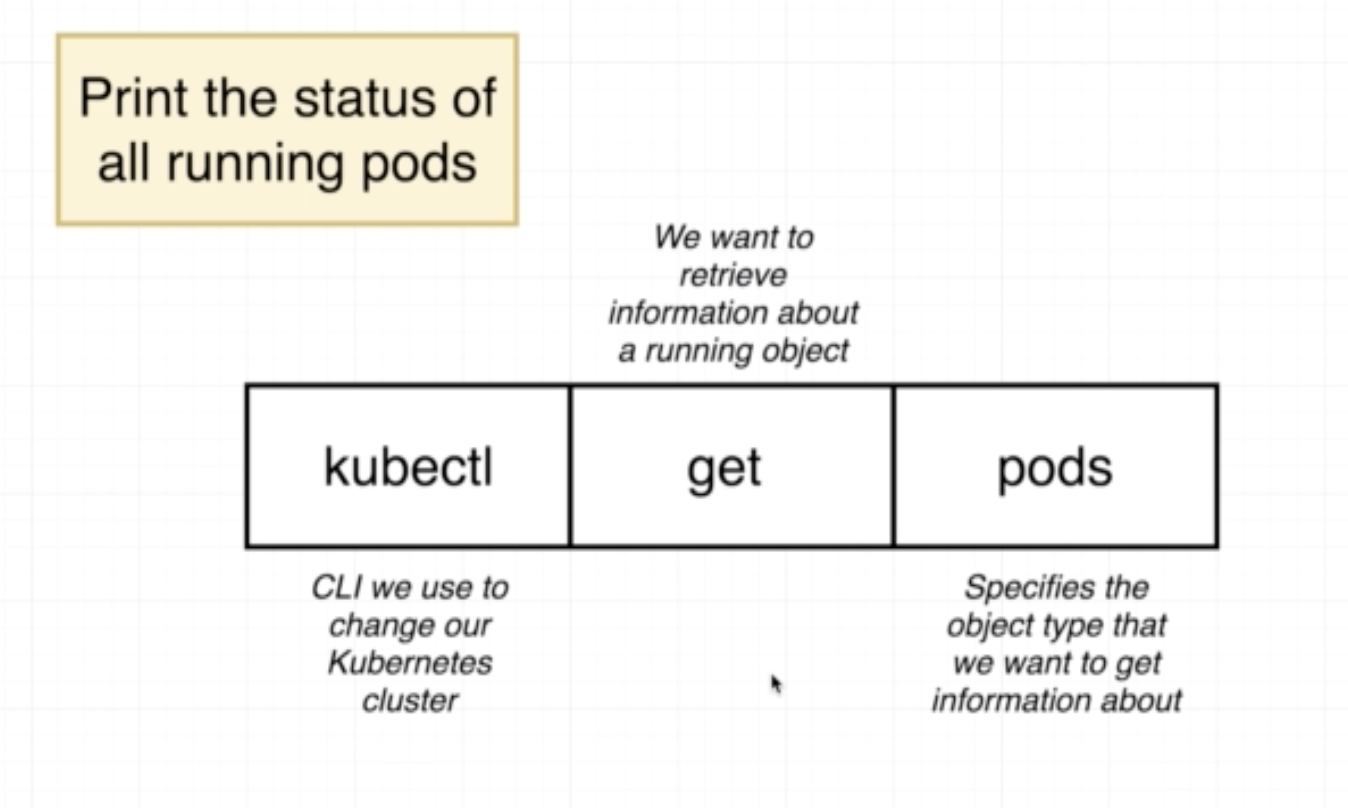 Print the status of
all running pods
We want to
retrieve
information about
a running object
kubectl
get
pods
CLI we use to
change our
Kubernetes
cluster
Specifies the
object type that
we want to get
information about